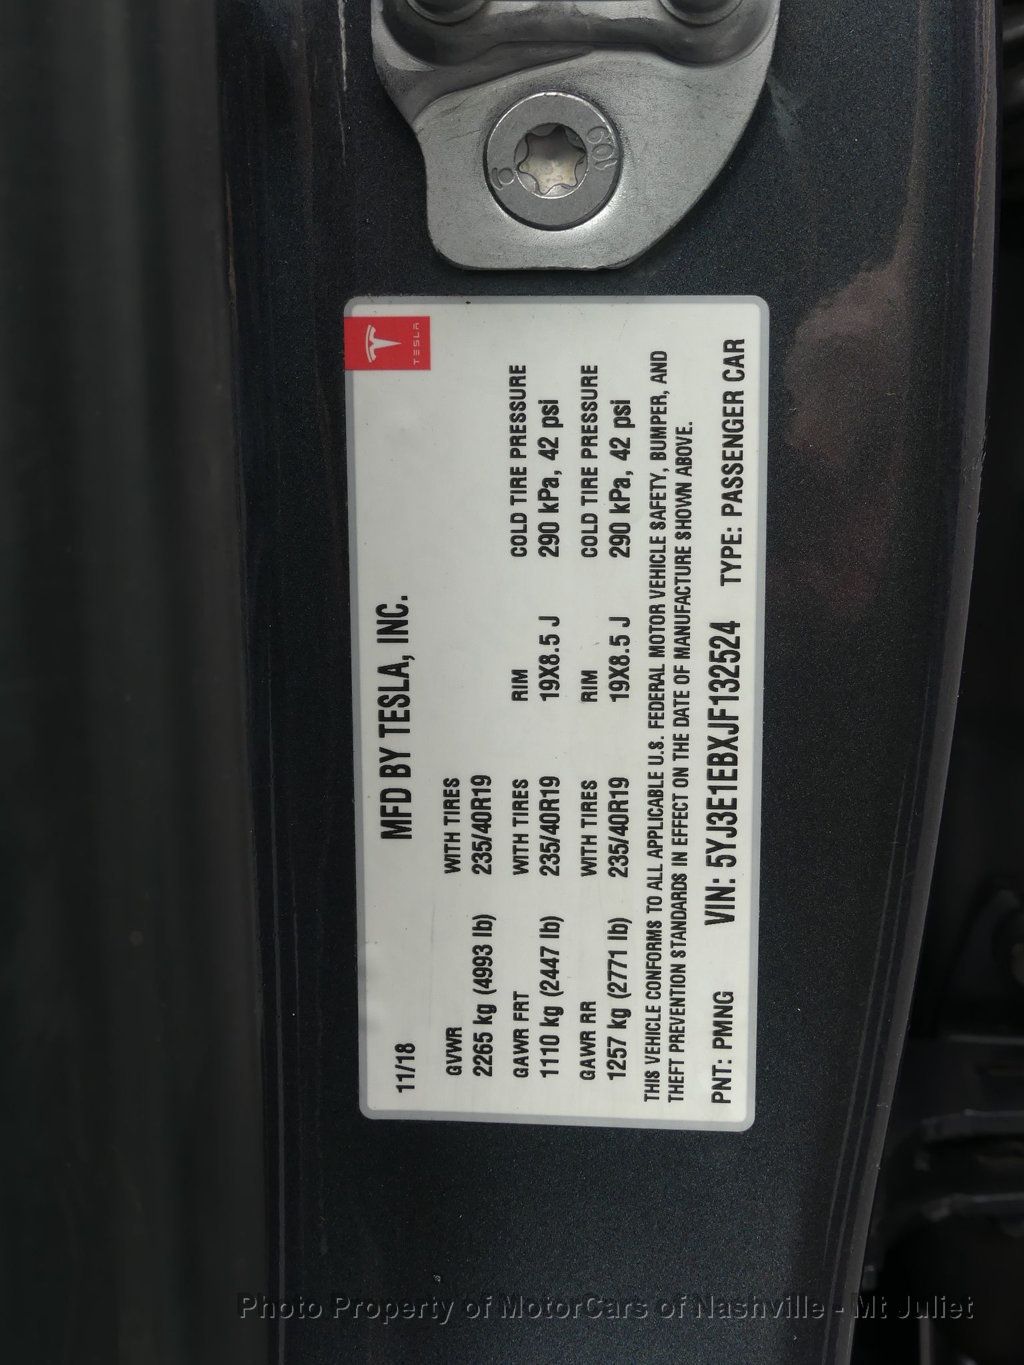 109
9
TESLA
11/18 MFD BY TESLA, INC.
GVWR WITH TIRES
2265 kg (4993 lb) 235/40R19
GAWR FRT WITH TIRES RIM COLD TIRE PRESSURE
1110 kg (2447 lb) 235/40R19 19X8.5 J 290 kPa, 42 psi
GAWR RR WITH TIRES RIM COLD TIRE PRESSURE
1257 kg (2771 lb) 235/40R19 19X8.5 J 290 kPa, 42 psi
THIS VEHICLE CONFORMS TO ALL APPLICABLE U.S. FEDERAL MOTOR VEHICLE SAFETY, BUMPER, AND
THEFT PREVENTION STANDARDS IN EFFECT ON THE DATE OF MANUFACTURE SHOWN ABOVE.
PNT: PMNG VIN: 5YJ3E1EBXJF132524 TYPE: PASSENGER CAR
Photo Property of MotorCars of Nashville - Mt Juliet